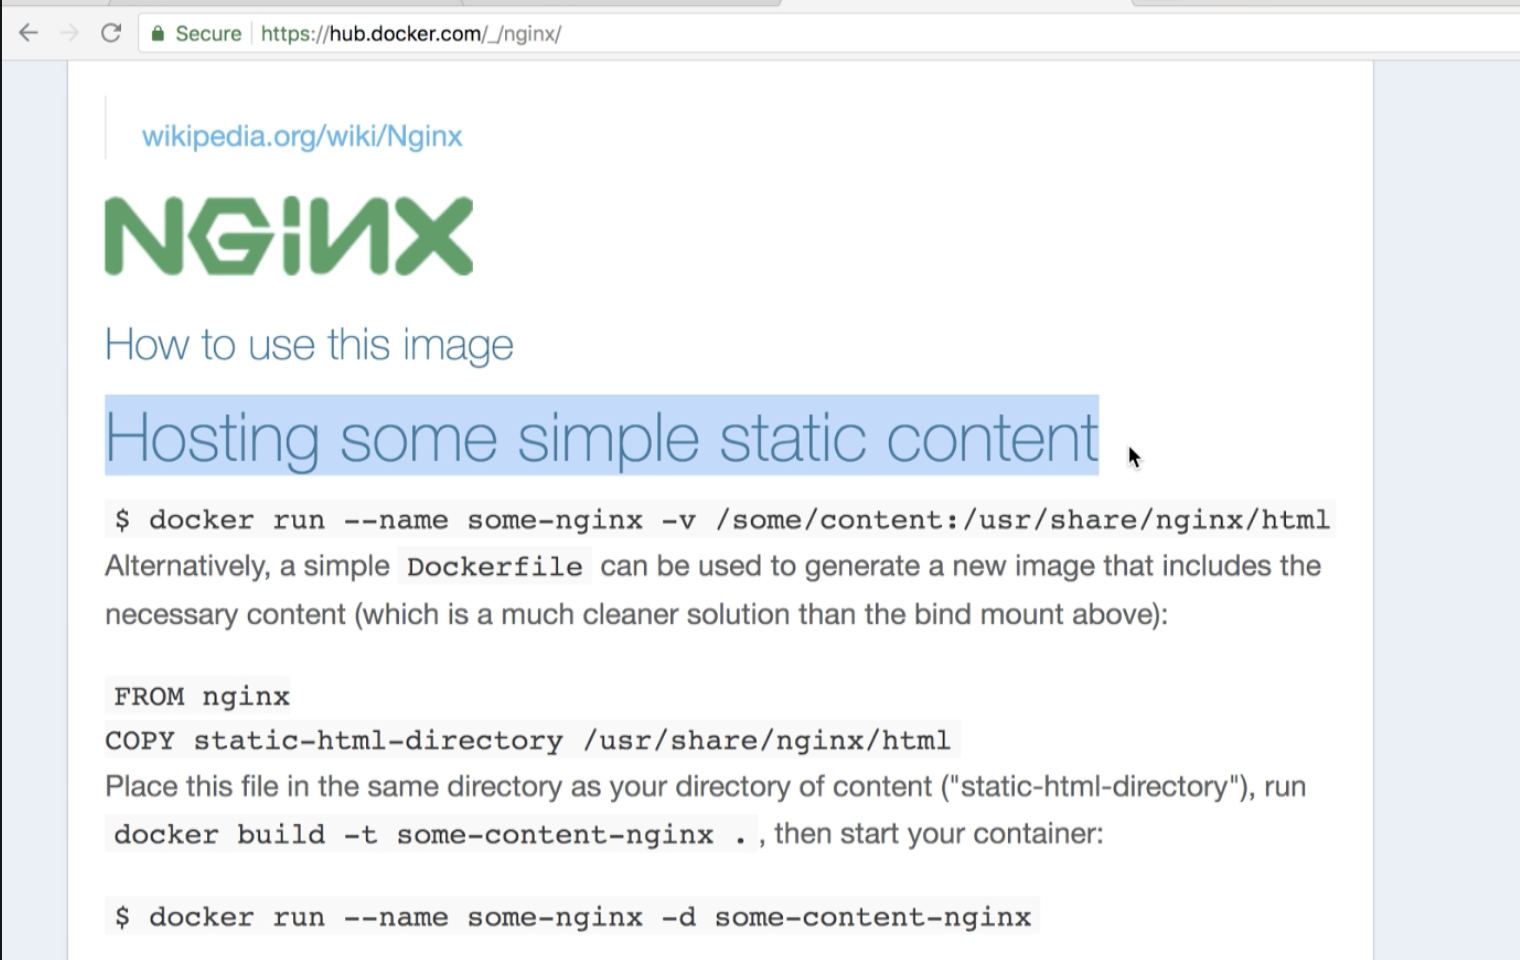 Secure https://hub.docker.com/_/nginx/
wikipedia.org/wiki/Nginx
NGINX
How to use this image
Hosting some simple static content
$ docker run --name some-nginx -v /some/content:/usr/share/nginx/html
Alternatively, a simple Dockerfile can be used to generate a new image that includes the
necessary content (which is a much cleaner solution than the bind mount above):
FROM nginx
COPY static-html-directory /usr/share/nginx/html
Place this file in the same directory as your directory of content ("static-html-directory"), run
docker build -t some-content-nginx . , then start your container:
$ docker run --name some-nginx -d some-content-nginx